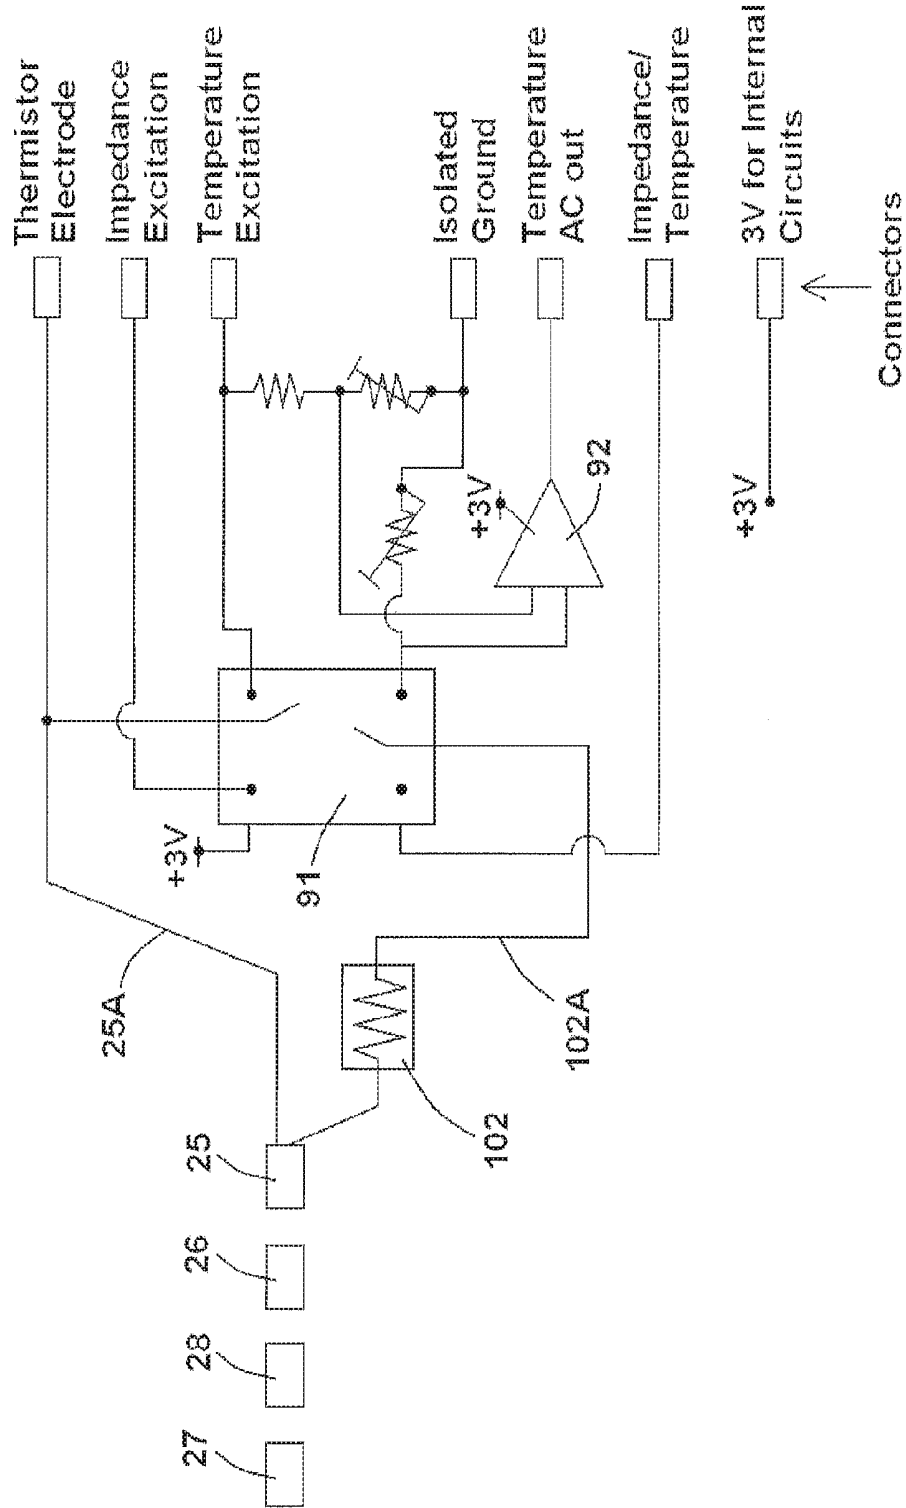 Thermistor
Electrode
Impedance
Excitation
Temperature
Excitation
Isolated
Ground
Temperature
AC out
Impedance/
Temperature
3V for Internal
Circuits
Connectors
+3V
+3V
+3V
92
91
25A
102A
102
25
26
28
27